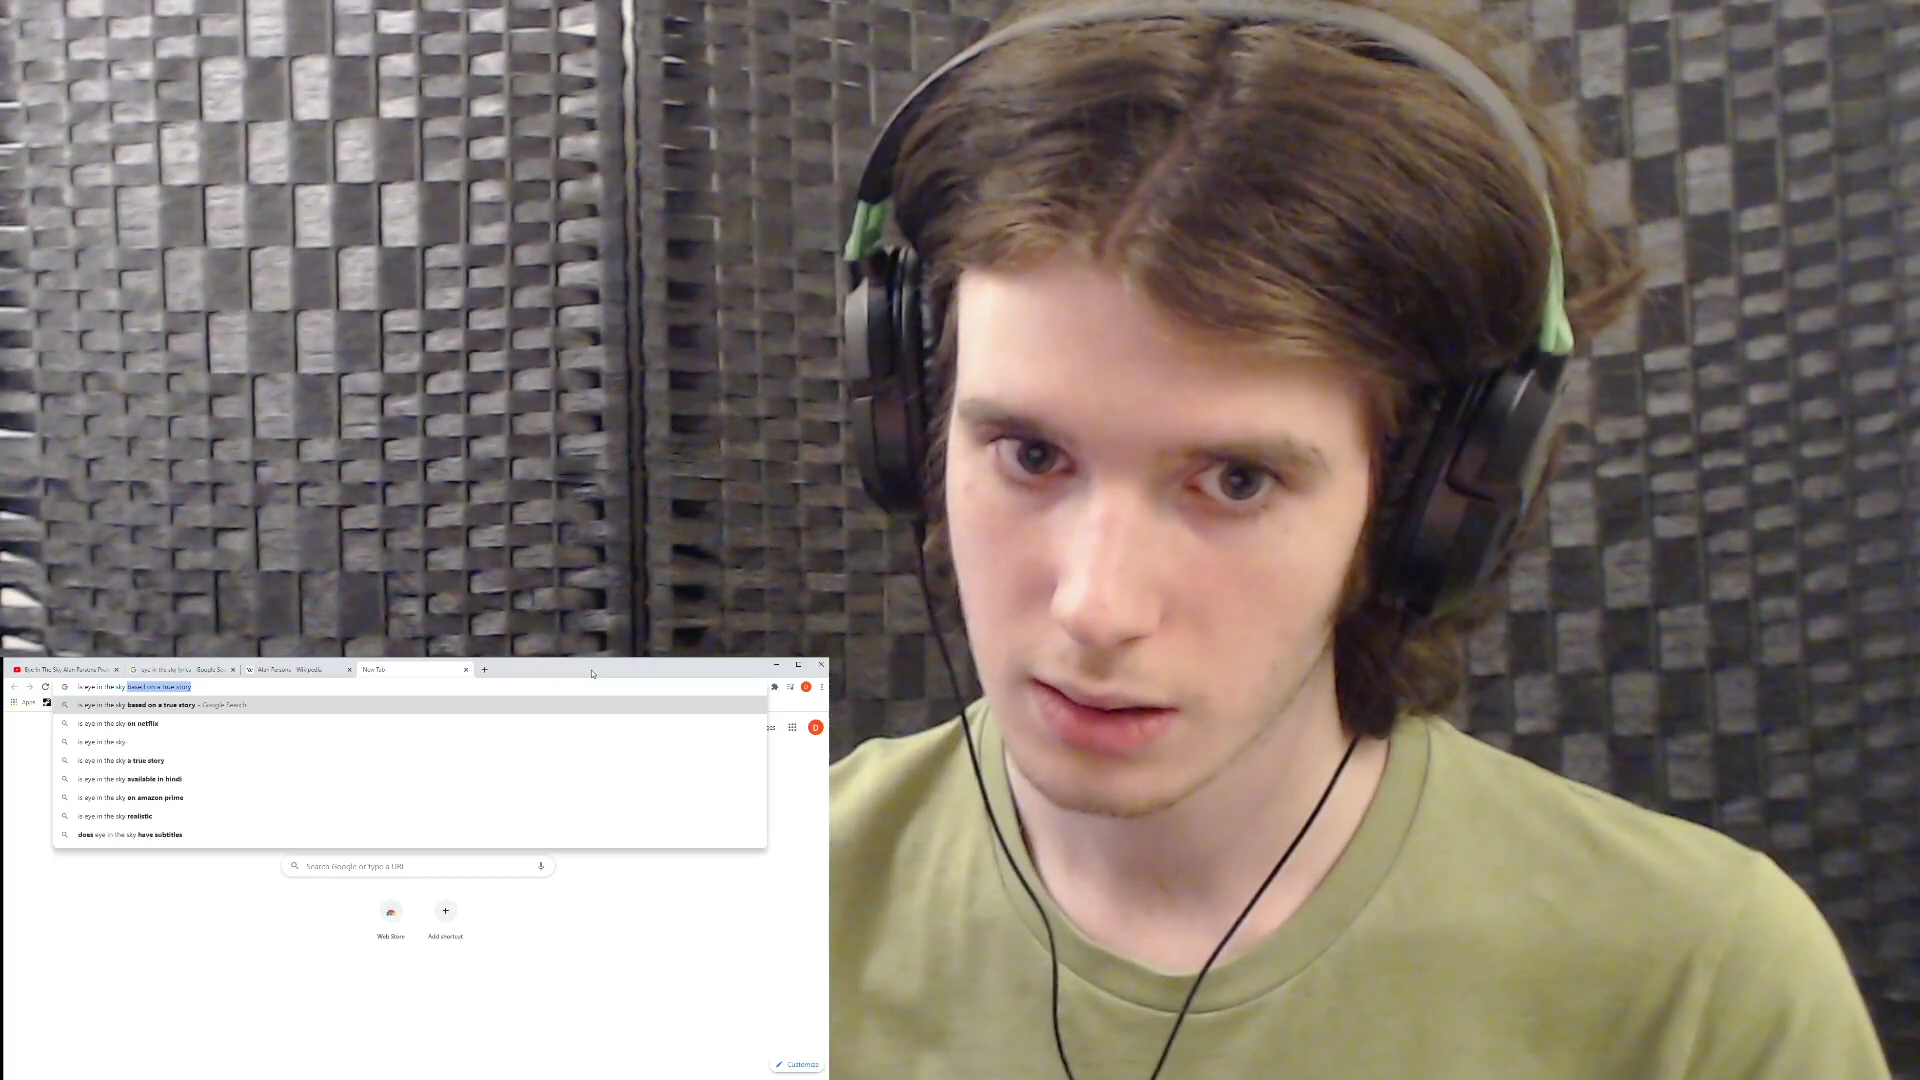 Eye In The Sky Alan Parsons Proj
eye in the sky lyrics - Google Se
Alan Parsons - Wikipedia
New Tab
is eye in the sky based on a true story
Apps
is eye in the sky based on a true story - Google Search
is eye in the sky on netflix
is eye in the sky
is eye in the sky a true story
is eye in the sky available in hindi
is eye in the sky on amazon prime
is eye in the sky realistic
does eye in the sky have subtitles
D
Search Google or type a URL
Web Store
Add shortcut
Customize